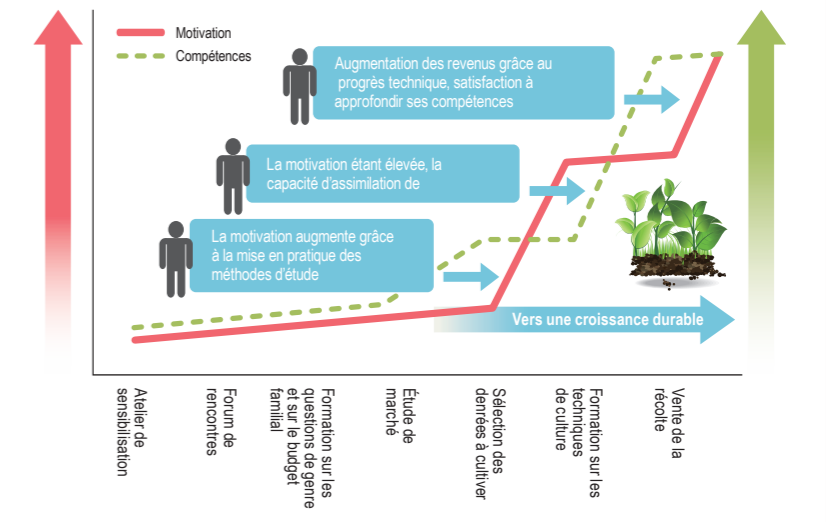 Motivation
Compétences
Augmentation des revenus grâce au
progrès technique, satisfaction à
approfondir ses compétences
La motivation étant élevée, la
capacité d'assimilation de
La motivation augmente grâce
à la mise en pratique des
méthodes d'étude
Vers une croissance durable
Atelier de
sensibilisation
Forum de
rencontres
Formation sur les
questions de genre
et sur le budget
familial
Étude de
marché
Sélection des
denrées à cultiver
Formation sur les
techniques
de culture
Vente de la
récolte